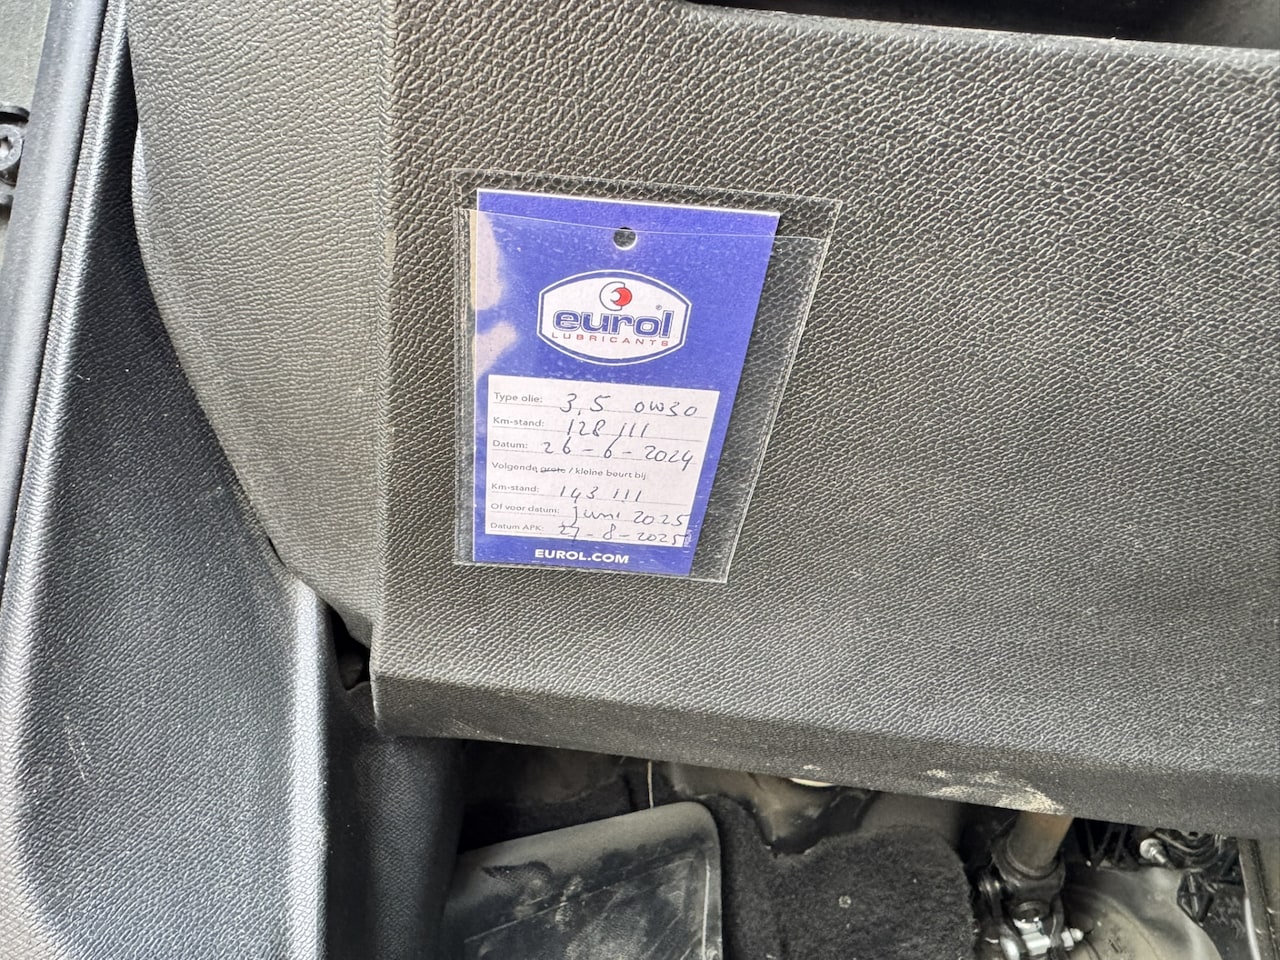 eurol®
LUBRICANTS
Type olie: 3,5 0W30
Km-stand: 128 111
Datum: 26-6-2024
Volgende grote / kleine beurt bij
Km-stand: 143 111
Of voor datum: Juni 2025
Datum APK: 27-8-2025
EUROL.COM